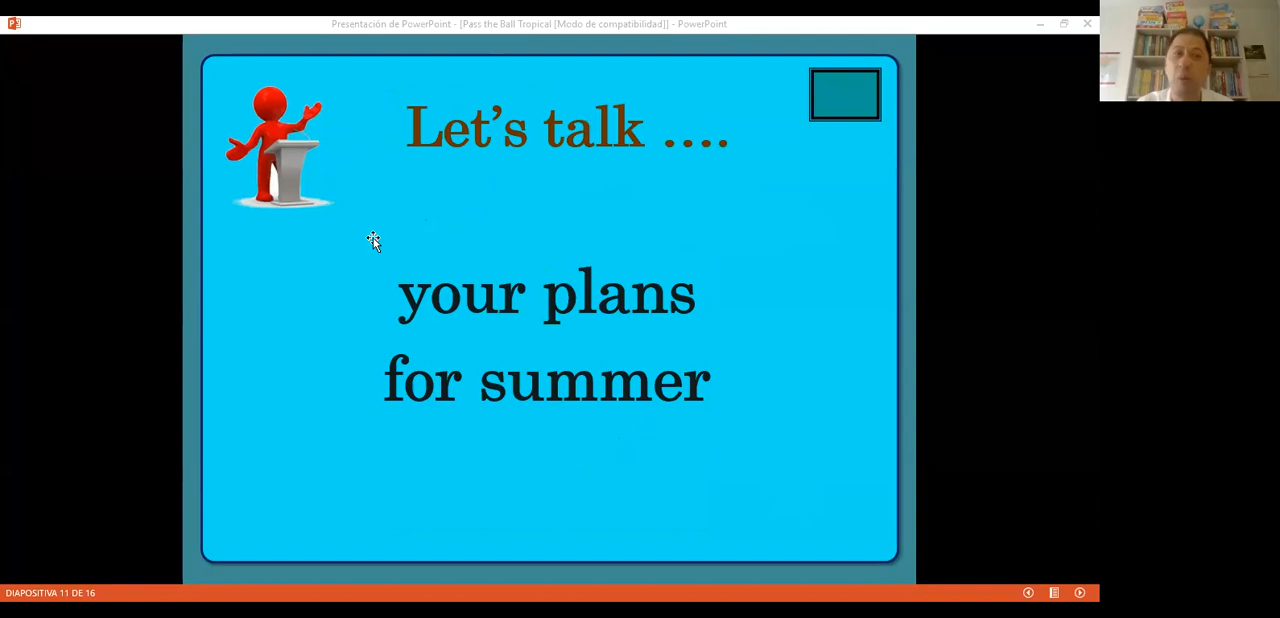 Presentación de PowerPoint - [Pass the Ball Tropical [Modo de compatibilidad]] - PowerPoint
Let's talk ....
your plans
for summer
DIAPOSITIVA 11 DE 16